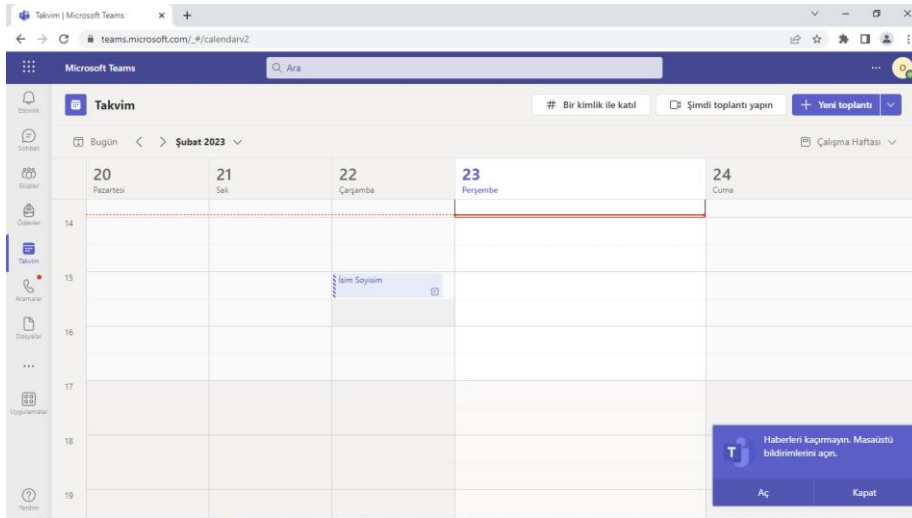 Takvim | Microsoft Teams
teams.microsoft.com/_#/calendarv2
Microsoft Teams
Ara
O
Etkinlik
Sohbet
Ekipler
Ödevler
Takvim
Aramalar
Dosyalar
Uygulamalar
Yardım
Takvim
# Bir kimlik ile katıl
Şimdi toplantı yapın
+ Yeni toplantı
Bugün
Şubat 2023
Çalışma Haftası
20
Pazartesi
21
Salı
22
Çarşamba
23
Perşembe
24
Cuma
14
15
İsim Soyisim
16
17
18
19
Haberleri kaçırmayın. Masaüstü
bildirimlerini açın.
Aç
Kapat